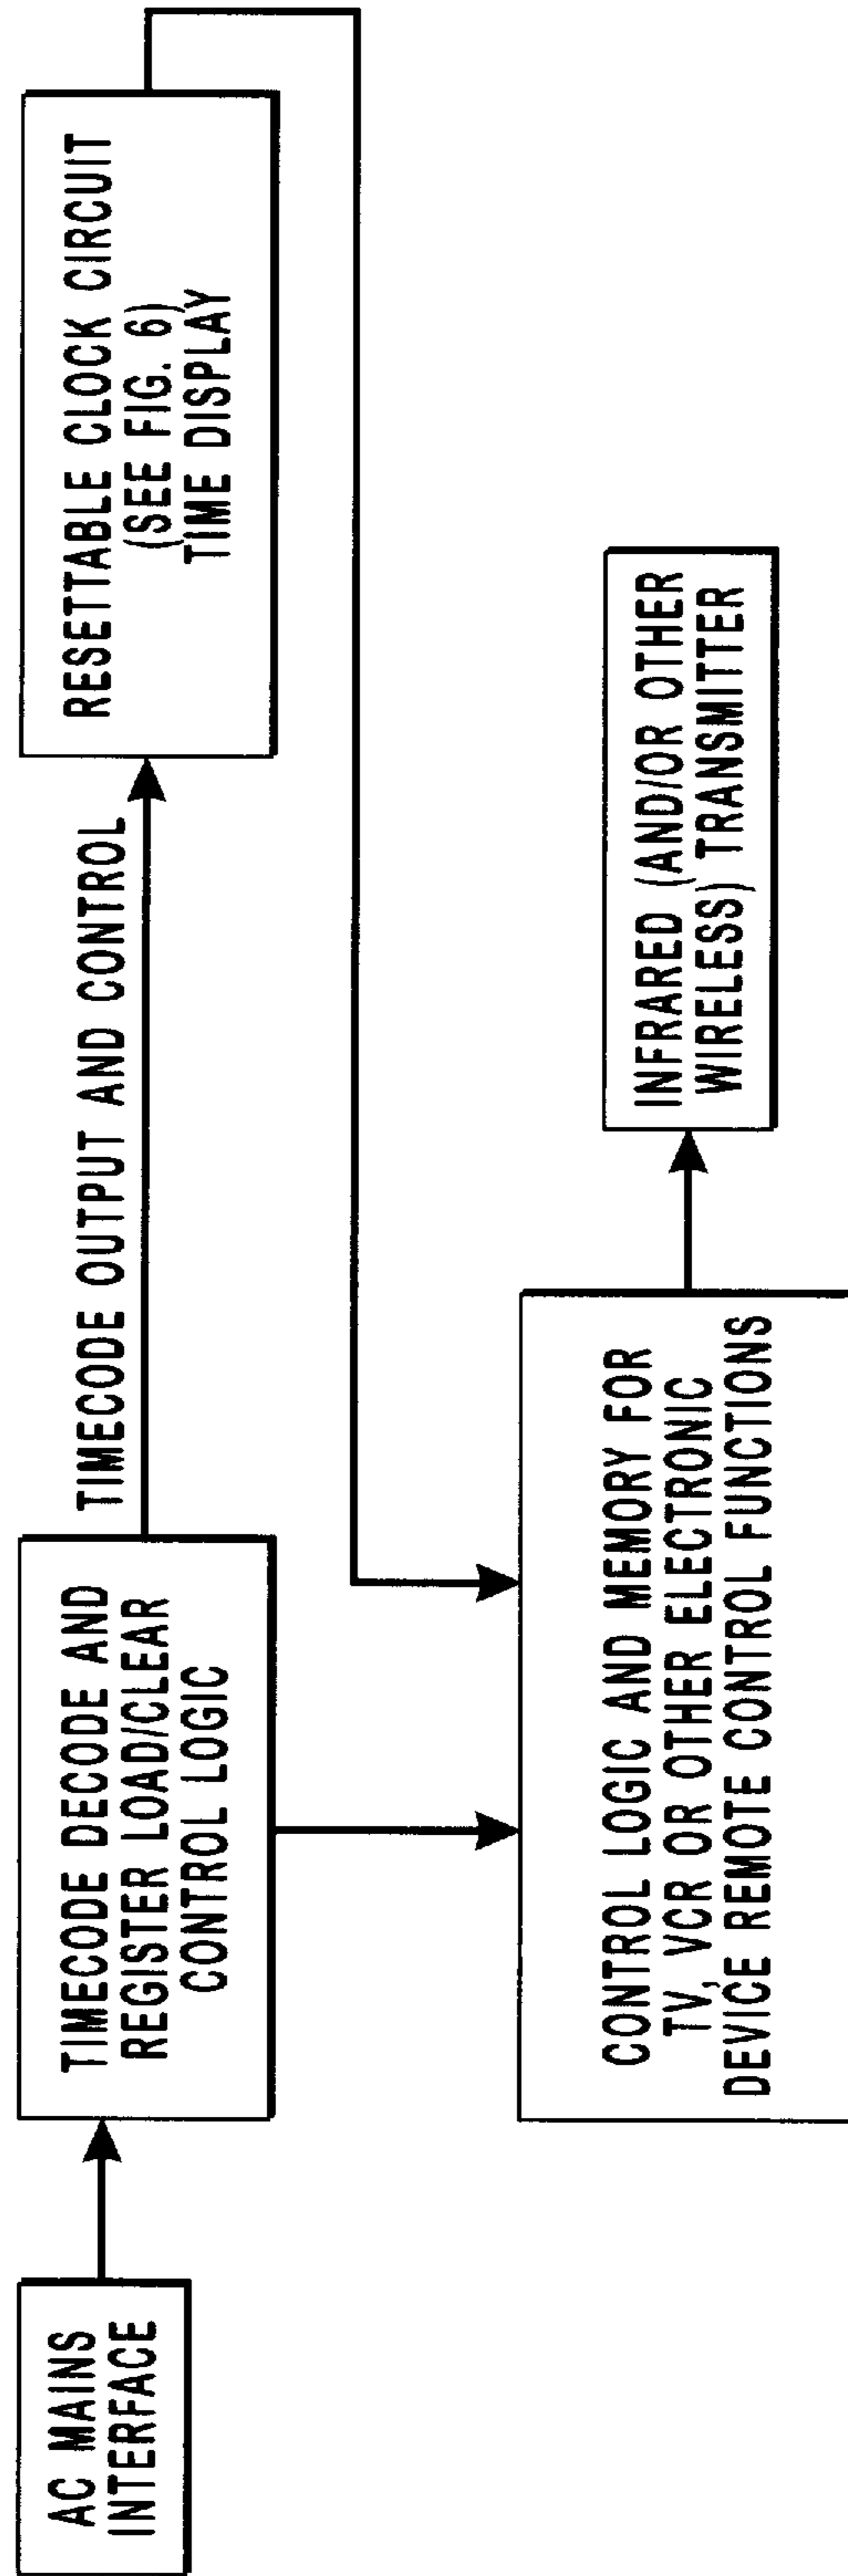 AC MAINS
INTERFACE
TIMECODE DECODE AND
REGISTER LOAD/CLEAR
CONTROL LOGIC
TIMECODE OUTPUT AND CONTROL
RESETTABLE CLOCK CIRCUIT
(SEE FIG. 6)
TIME DISPLAY
CONTROL LOGIC AND MEMORY FOR
TV, VCR OR OTHER ELECTRONIC
DEVICE REMOTE CONTROL FUNCTIONS
INFRARED (AND/OR OTHER
WIRELESS) TRANSMITTER